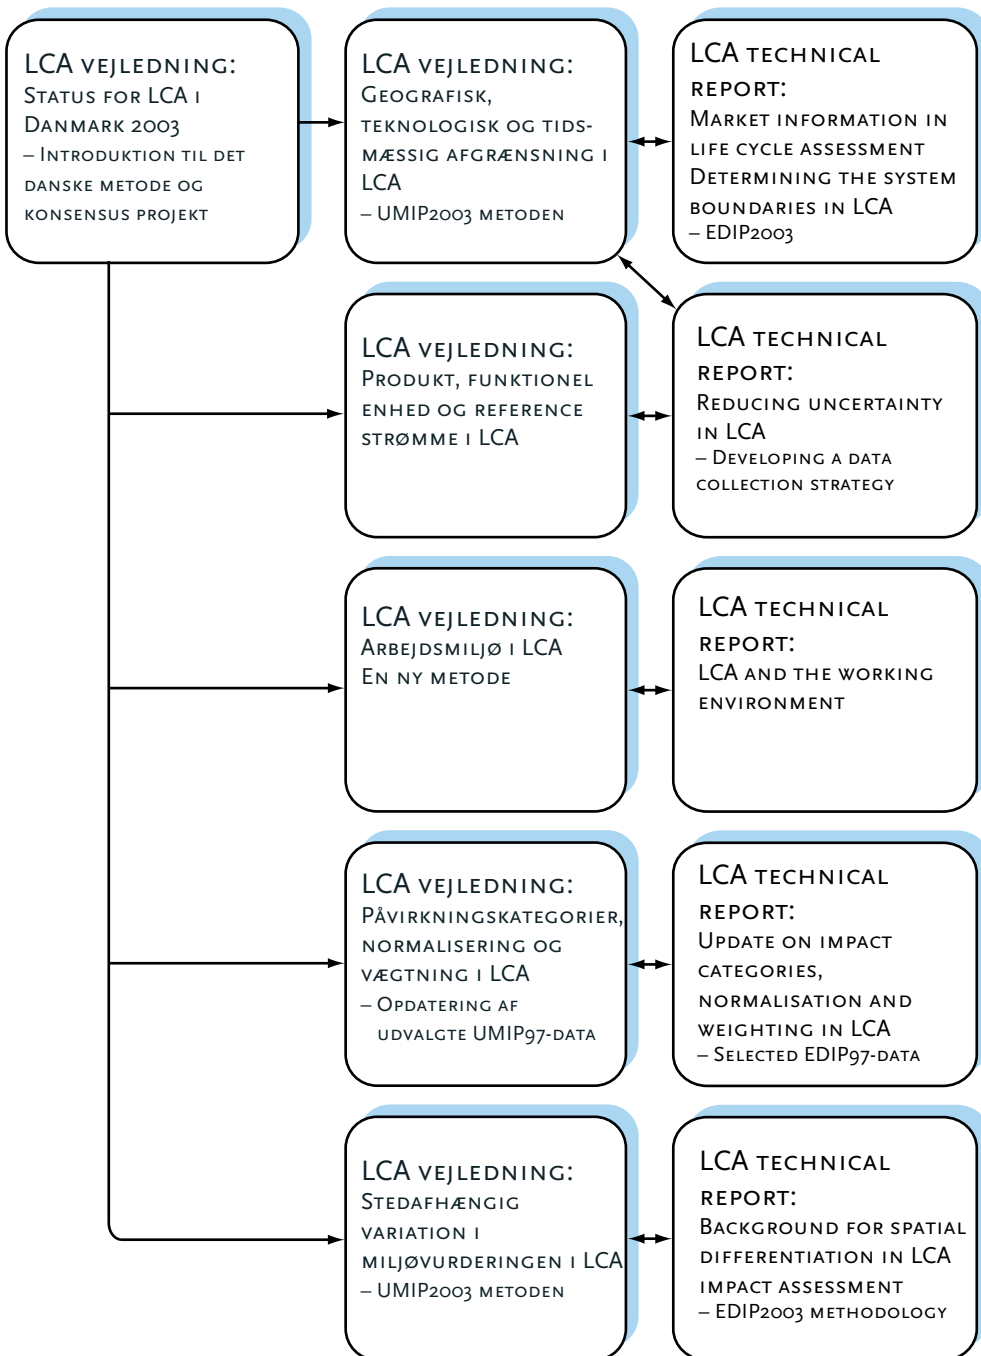 LCA vejledning:
Status for LCA i
Danmark 2003
– Introduktion til det
danske metode og
konsensus projekt
LCA vejledning:
Geografisk,
teknologisk og tids-
mæssig afgrænsning i
LCA
– UMIP2003 metoden
LCA technical
report:
Market information in
life cycle assessment
Determining the system
boundaries in LCA
– EDIP2003
LCA vejledning:
Produkt, funktionel
enhed og reference
strømme i LCA
LCA technical
report:
Reducing uncertainty
in LCA
– Developing a data
collection strategy
LCA vejledning:
Arbejdsmiljø i LCA
En ny metode
LCA technical
report:
LCA and the working
environment
LCA vejledning:
Påvirkningskategorier,
normalisering og
vægtning i LCA
– Opdatering af
udvalgte UMIP97-data
LCA technical
report:
Update on impact
categories,
normalisation and
weighting in LCA
– Selected EDIP97-data
LCA vejledning:
Stedafhængig
variation i
miljøvurderingen i LCA
– UMIP2003 metoden
LCA technical
report:
Background for spatial
differentiation in LCA
impact assessment
– EDIP2003 methodology